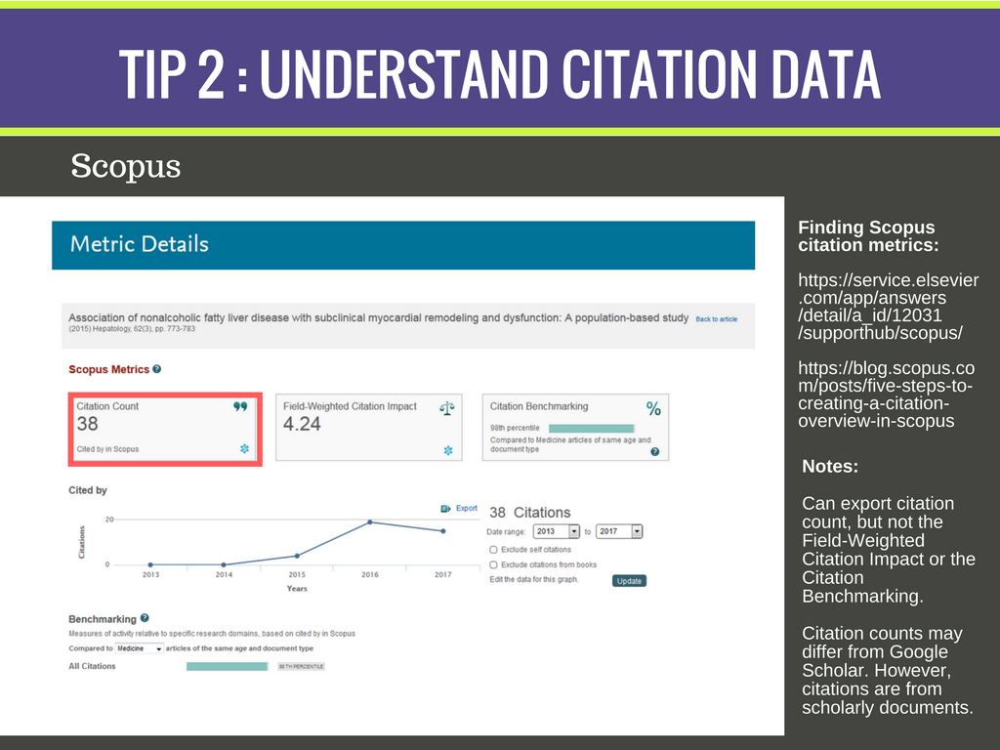 TIP 2 : UNDERSTAND CITATION DATA
Scopus
Metric Details
Association of nonalcoholic fatty liver disease with subclinical myocardial remodeling and dysfunction: A population-based study Back to article
(2015) Hepatology, 62(3), pp. 773-783
Scopus Metrics ?
Citation Count
38
Cited by in Scopus
Field-Weighted Citation Impact
4.24
Citation Benchmarking %
98th percentile
Compared to Medicine articles of same age and
document type ?
Cited by
Export
20
0
Citations
2013 2014 2015 2016 2017
Years
38 Citations
Date range: 2013 to 2017
Exclude self citations
Exclude citations from books
Edit the data for this graph. Update
Benchmarking ?
Measures of activity relative to specific research domains, based on cited by in Scopus
Compared to Medicine articles of the same age and document type
All Citations 98TH PERCENTILE
Finding Scopus
citation metrics:
https://service.elsevier
.com/app/answers
/detail/a_id/12031
/supporthub/scopus/
https://blog.scopus.co
m/posts/five-steps-to-
creating-a-citation-
overview-in-scopus
Notes:
Can export citation
count, but not the
Field-Weighted
Citation Impact or the
Citation
Benchmarking.
Citation counts may
differ from Google
Scholar. However,
citations are from
scholarly documents.